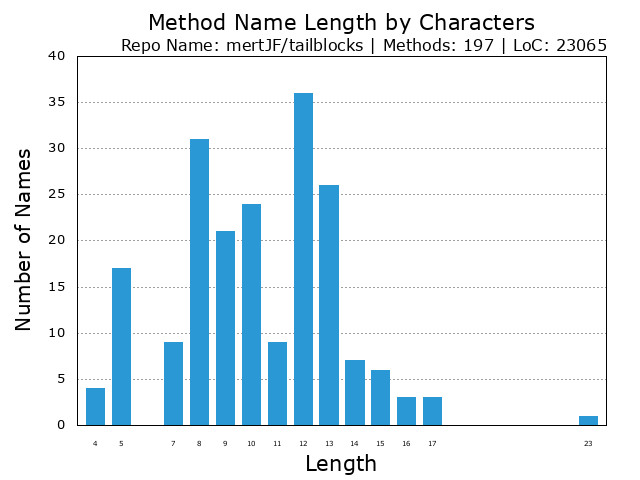 Method Name Length by Characters
Repo Name: mertJF/tailblocks | Methods: 197 | LoC: 23065
40
35
30
25
20
15
10
5
0
Number of Names
4 5 7 8 9 10 11 12 13 14 15 16 17 23
Length